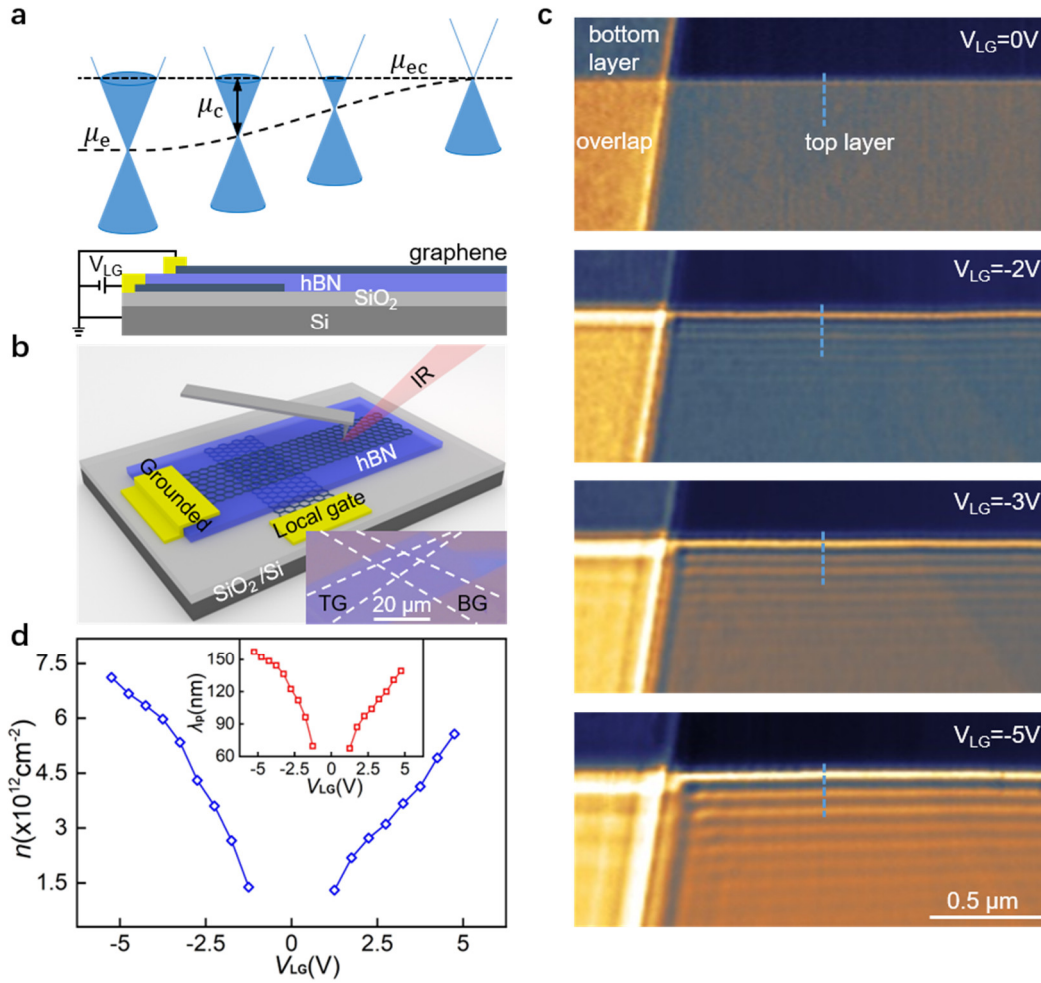 a
μec
μc
μe
graphene
VLG
hBN
SiO2
Si
b
IR
hBN
Grounded
Local gate
SiO2/Si
TG
20 μm
BG
c
bottom
layer
VLG=0V
overlap
top layer
VLG=-2V
VLG=-3V
VLG=-5V
0.5 μm
d
7.5
6
4.5
3
1.5
n(x10¹²cm⁻²)
-5
-2.5
0
2.5
5
VLG(V)
150
120
90
60
λP(nm)
-5
-2.5
0
2.5
5
VLG(V)